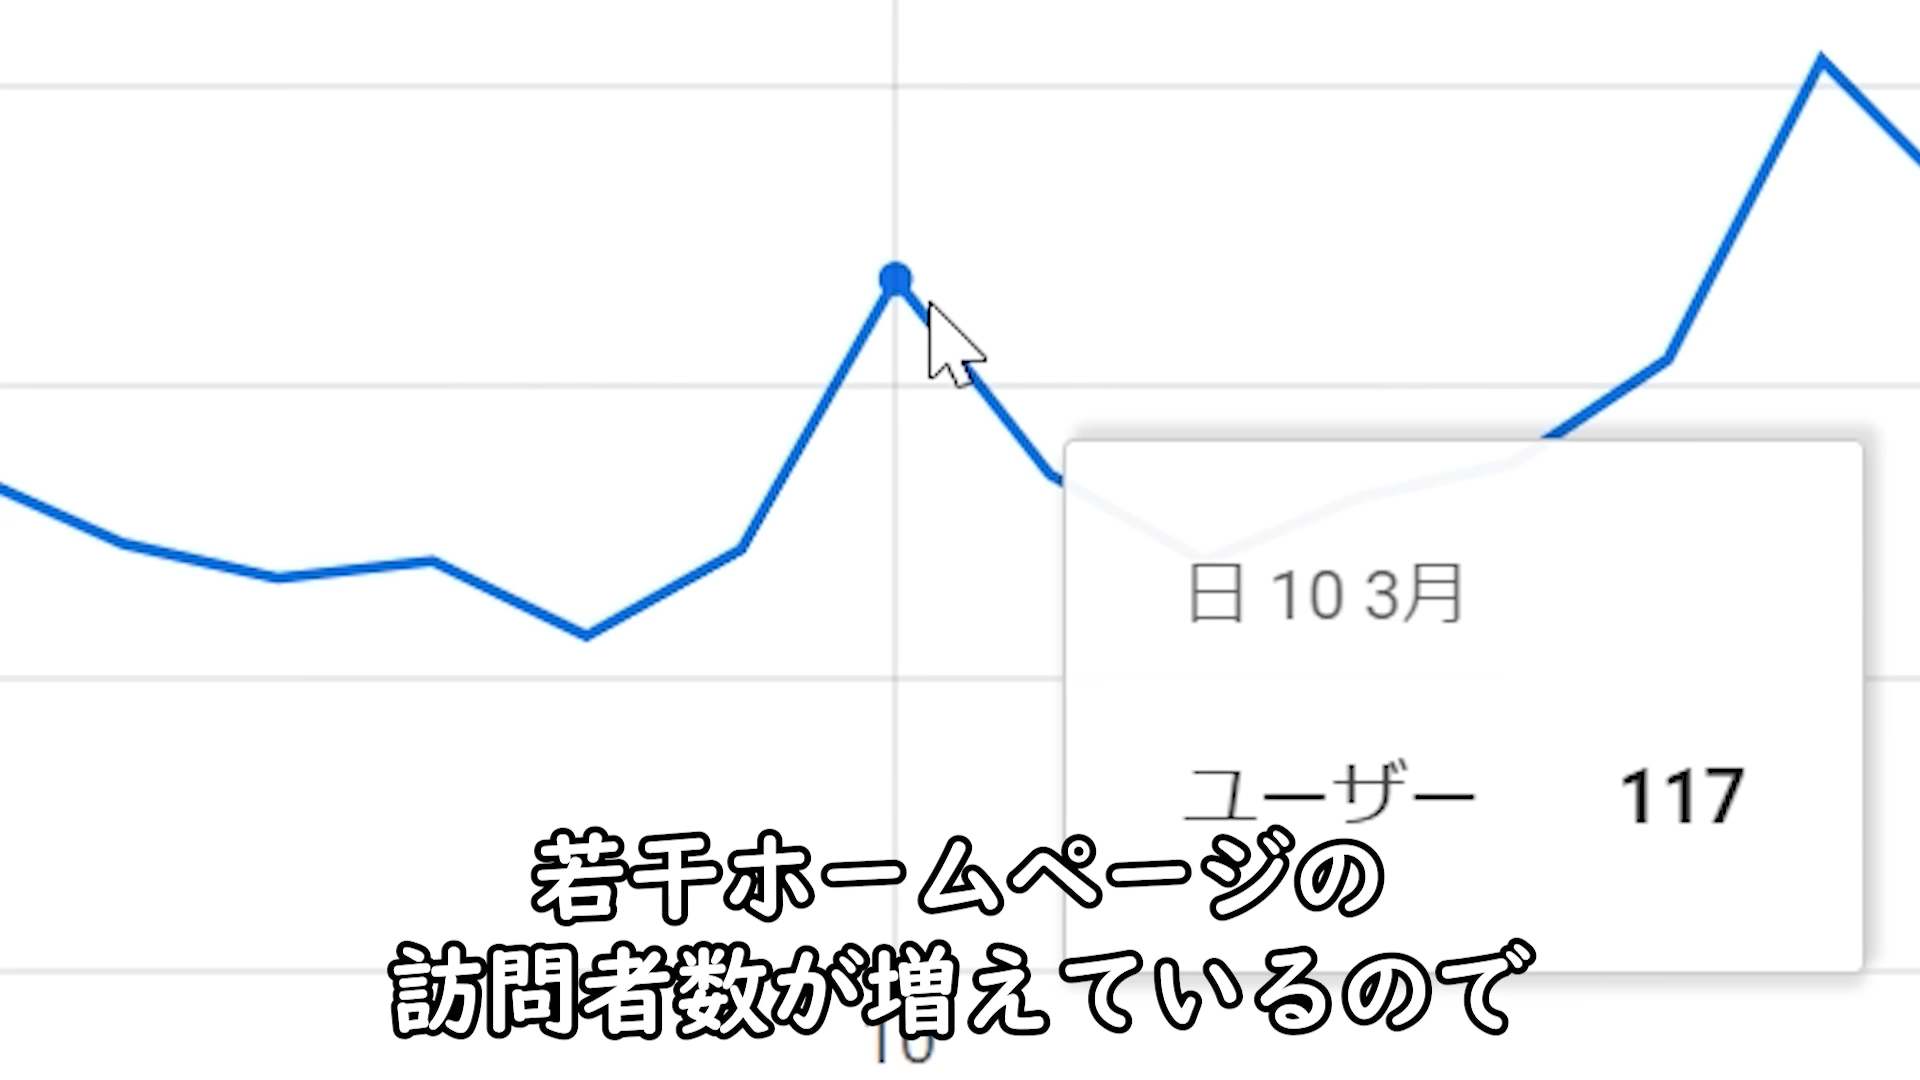 日 10 3月
ユーザー 117
若干ホームページの
訪問者数が増えているので
10